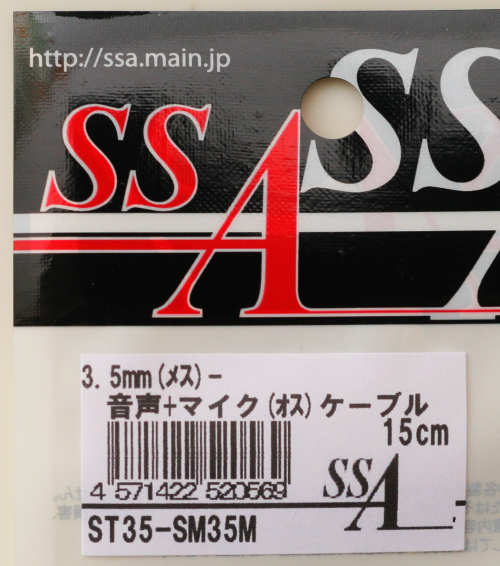 http://ssa.main.jp
SSA
SS
3.5mm(メス)-
音声+マイク(オス)ケーブル
15cm
4 571422 520569
SSA
ST35-SM35M